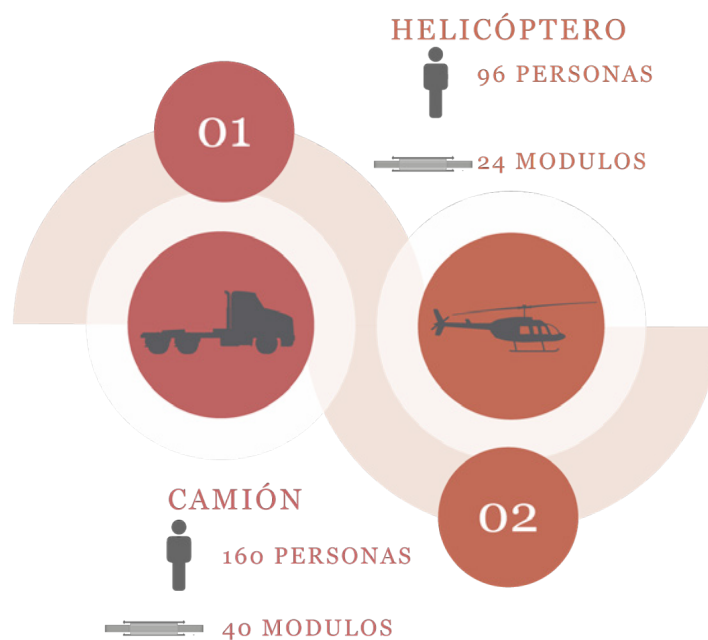 HELICÓPTERO
96 PERSONAS
01
24 MODULOS
CAMIÓN
02
160 PERSONAS
40 MODULOS